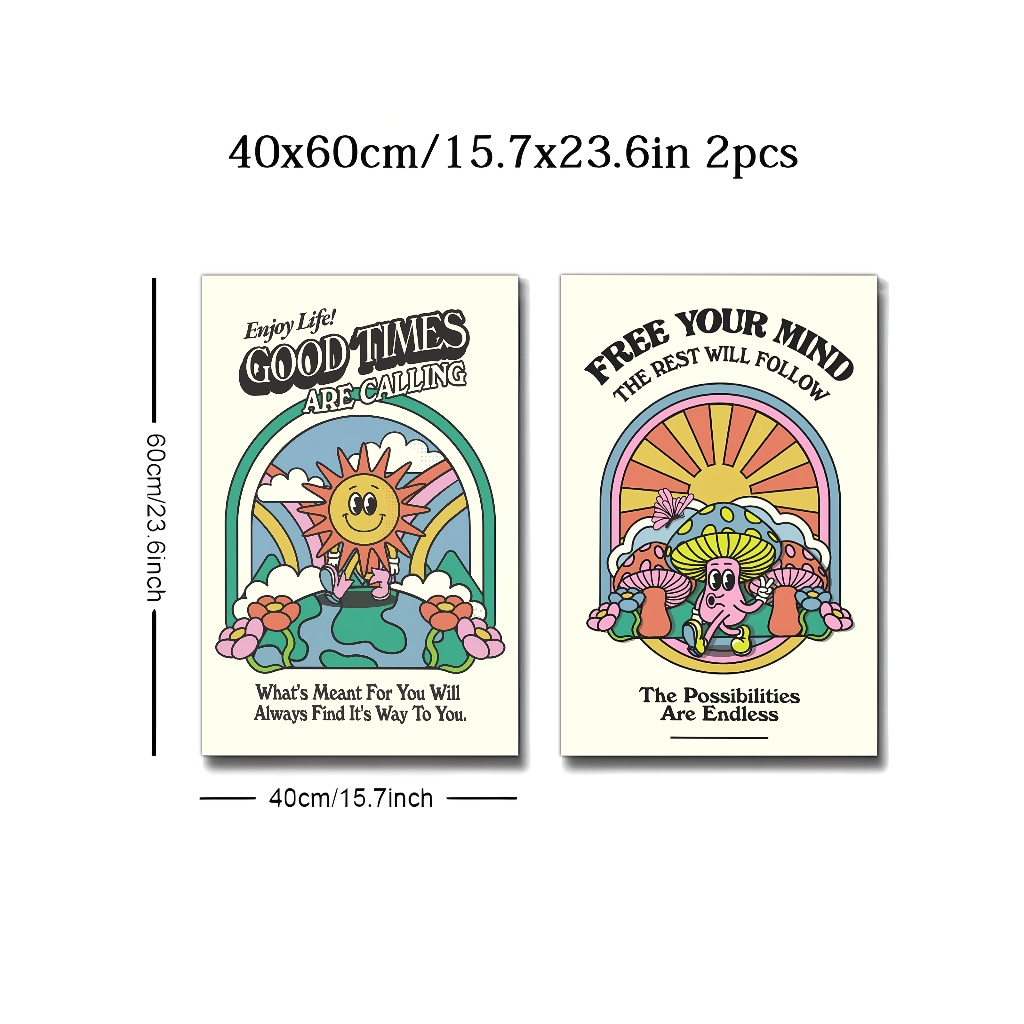 40x60cm/15.7x23.6in 2pcs
Enjoy Life!
GOOD TIMES
ARE CALLING
What's Meant For You Will
Always Find It's Way To You.
FREE YOUR MIND
THE REST WILL FOLLOW
The Possibilities
Are Endless
60cm/23.6inch
40cm/15.7inch